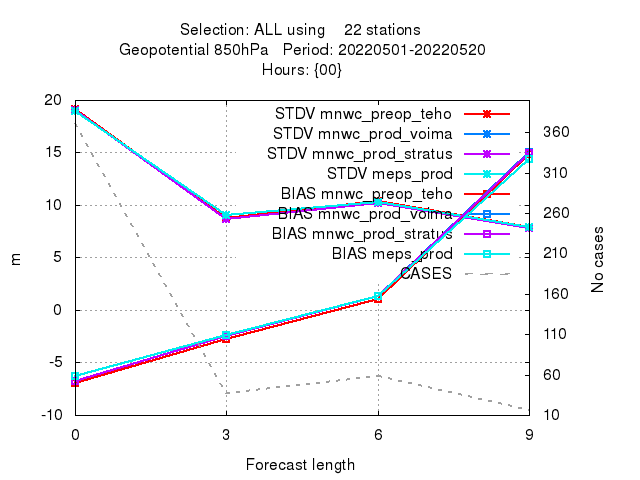 Selection: ALL using 22 stations
Geopotential 850hPa Period: 20220501-20220520
Hours: {00}
20
15
10
5
0
-5
-10
m
STDV mnwc_preop_teho
STDV mnwc_prod_voima
STDV mnwc_prod_stratus
STDV meps_prod
BIAS mnwc_preop_teho
BIAS mnwc_prod_voima
BIAS mnwc_prod_stratus
BIAS meps_prod
CASES
360
310
260
210
160
110
60
10
No cases
0 3 6 9
Forecast length